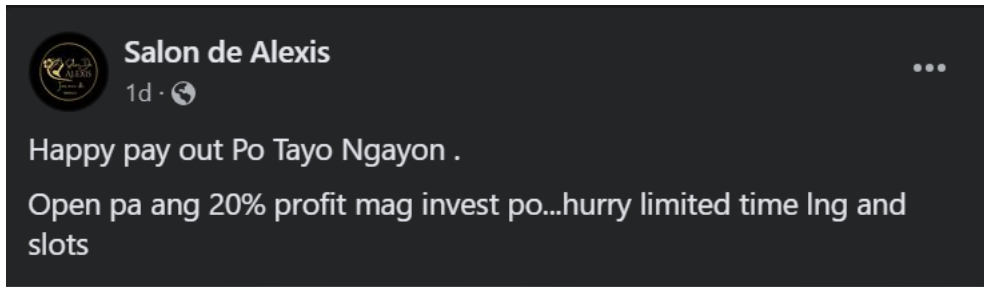 Salon de Alexis
1d ·
Happy pay out Po Tayo Ngayon .
Open pa ang 20% profit mag invest po...hurry limited time lng and
slots